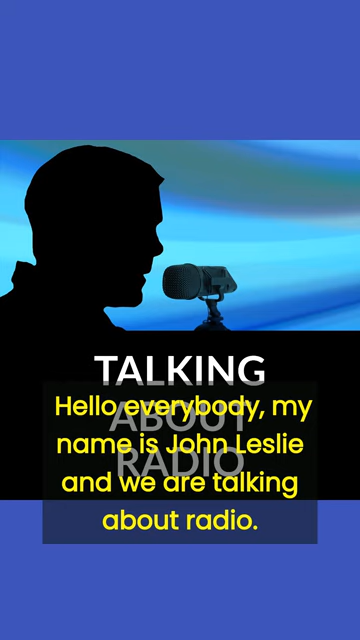 TALKING
ABOUT
RADIO
Hello everybody, my
name is John Leslie
and we are talking
about radio.